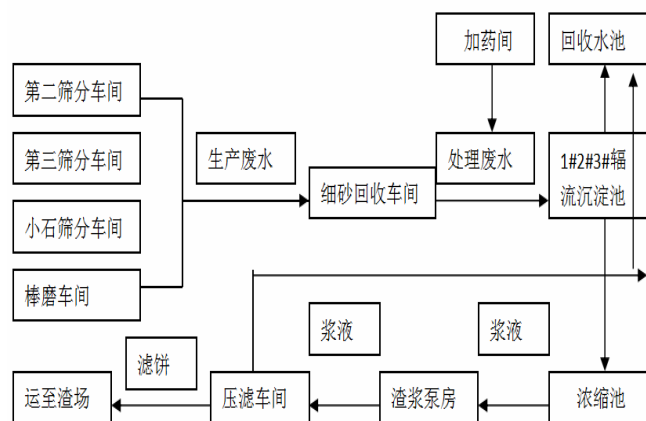 加药间
回收水池
第二筛分车间
第三筛分车间
生产废水
处理废水
1#2#3#辐
流沉淀池
细砂回收车间
小石筛分车间
棒磨车间
浆液
浆液
滤饼
运至渣场
压滤车间
渣浆泵房
浓缩池